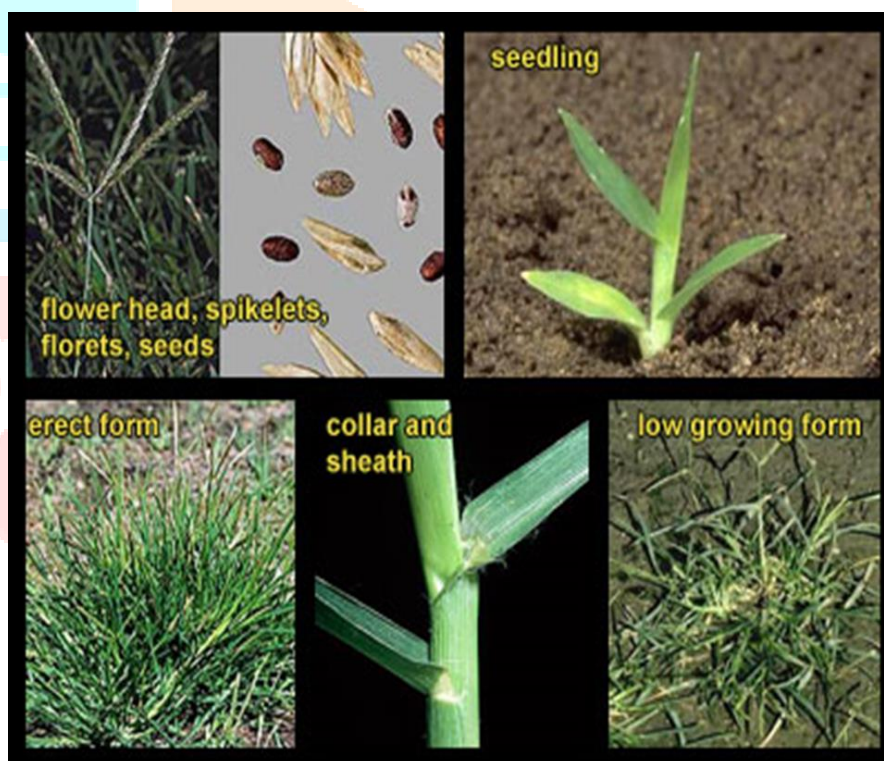 flower head, spikelets,
florets, seeds
seedling
erect form
collar and
sheath
low growing form